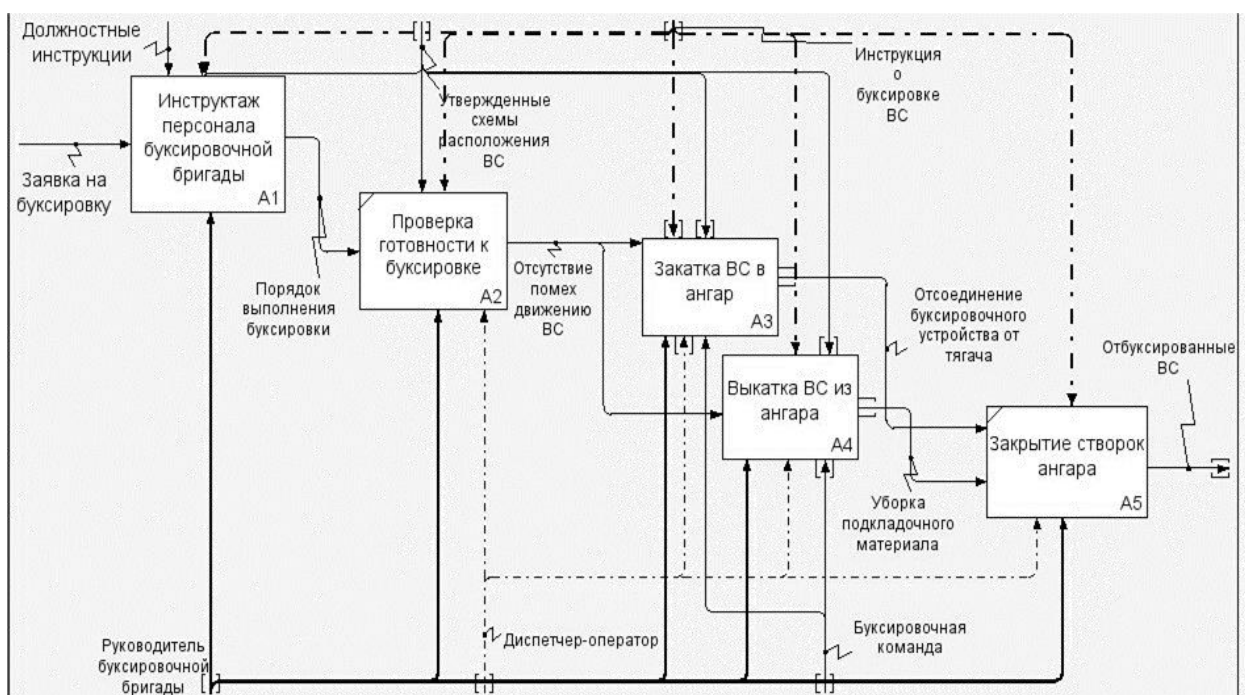 Должностные
инструкции
Инструктаж
персонала
буксировочной
бригады
A1
Заявка на
буксировку
Порядок
выполнения
буксировки
Утвержденные
схемы
расположения
ВС
Проверка
готовности к
буксировке
A2
Отсутствие
помех
движению
ВС
Инструкция
о
буксировке
ВС
Закатка ВС в
ангар
A3
Выкатка ВС из
ангара
A4
Отсоединение
буксировочного
устройства от
тягача
Уборка
подкладочного
материала
Отбуксированные
ВС
Закрытие створок
ангара
A5
Руководитель
буксировочной
бригады
Диспетчер-оператор
Буксировочная
команда